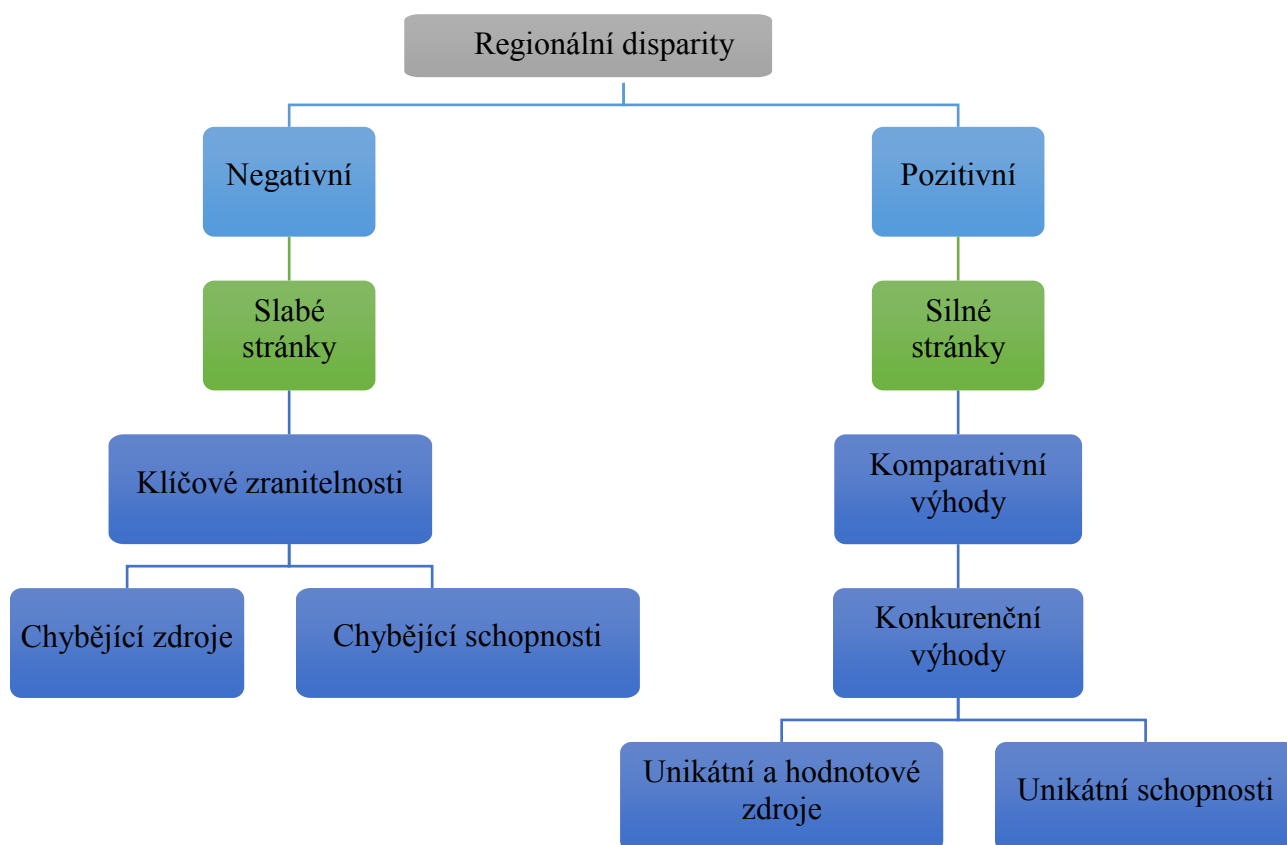 Regionální disparity
Negativní
Pozitivní
Slabé
stránky
Silné
stránky
Klíčové zranitelnosti
Komparativní
výhody
Chybějící zdroje
Chybějící schopnosti
Konkurenční
výhody
Unikátní a hodnotové
zdroje
Unikátní schopnosti